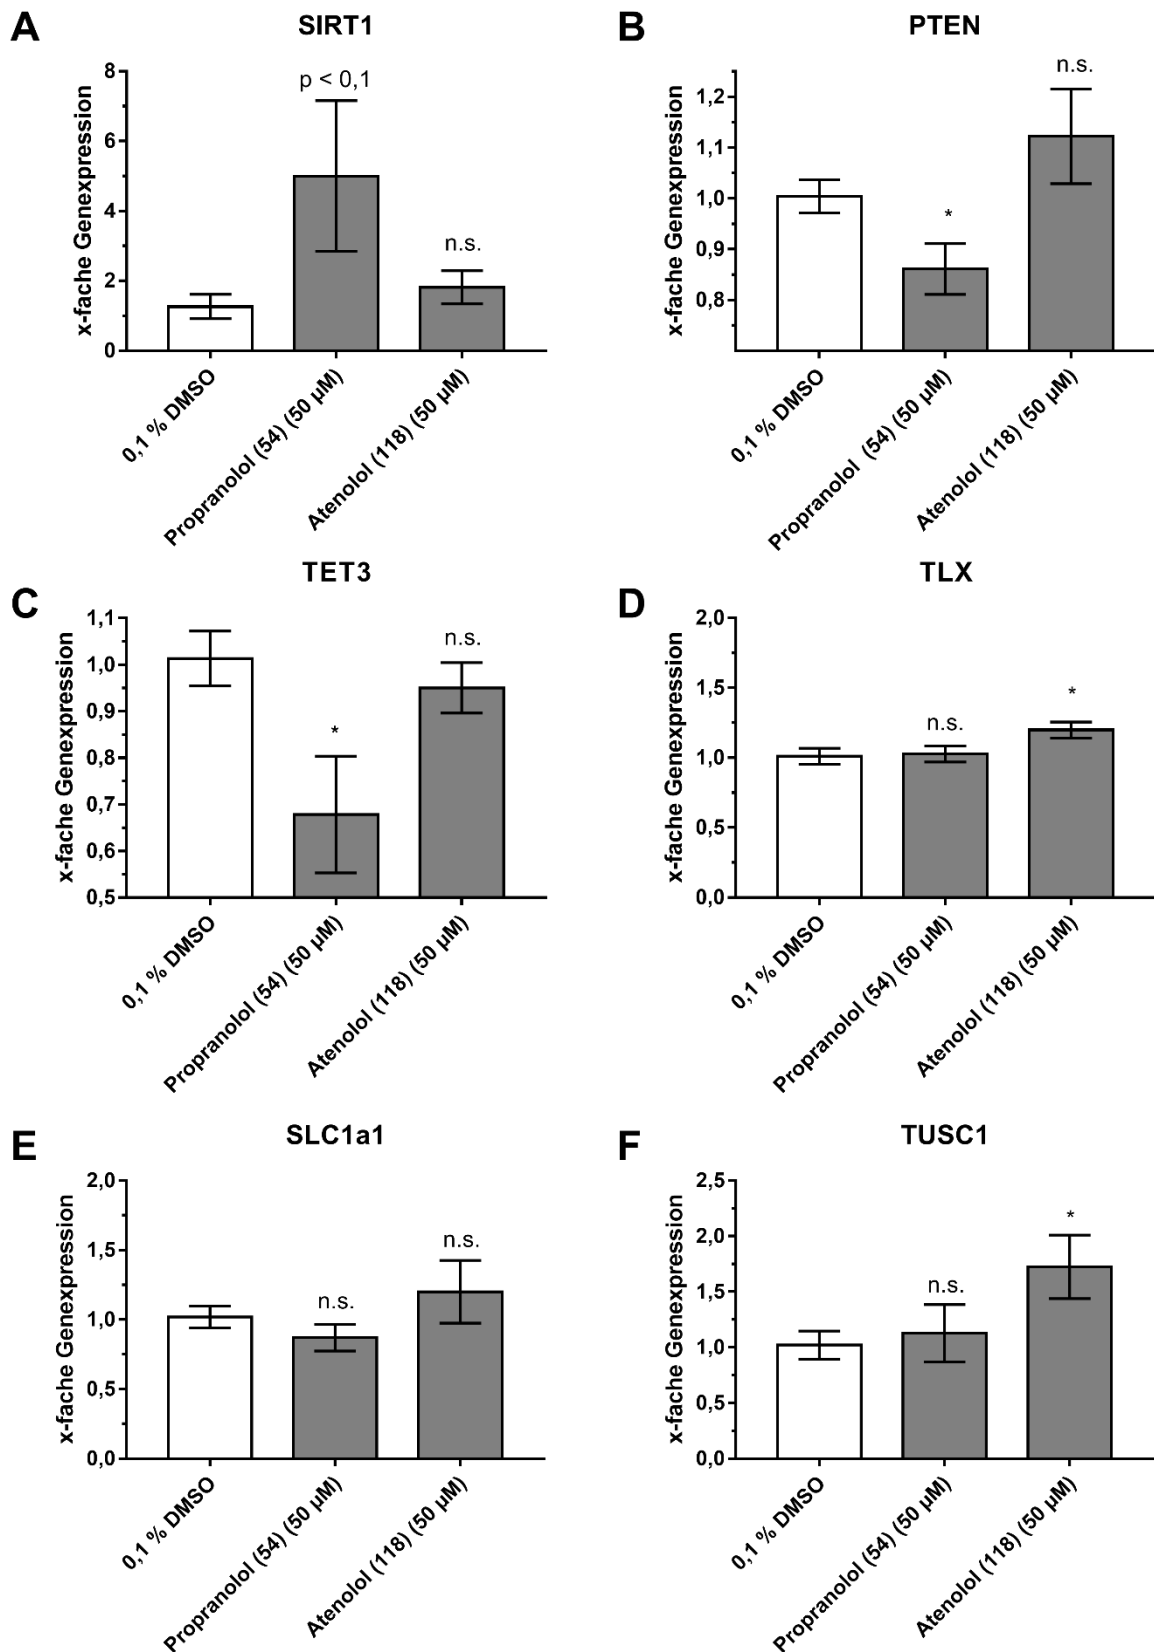 A
SIRT1
x-fache Genexpression
8
6
4
2
0
p < 0,1
n.s.
0,1 % DMSO
Propranolol (54) (50 µM)
Atenolol (118) (50 µM)
B
PTEN
x-fache Genexpression
1,2
1,1
1,0
0,9
0,8
*
n.s.
0,1 % DMSO
Propranolol (54) (50 µM)
Atenolol (118) (50 µM)
C
TET3
x-fache Genexpression
1,1
1,0
0,9
0,8
0,7
0,6
0,5
*
n.s.
0,1 % DMSO
Propranolol (54) (50 µM)
Atenolol (118) (50 µM)
D
TLX
x-fache Genexpression
2,0
1,5
1,0
0,5
0,0
n.s.
*
0,1 % DMSO
Propranolol (54) (50 µM)
Atenolol (118) (50 µM)
E
SLC1a1
x-fache Genexpression
2,0
1,5
1,0
0,5
0,0
n.s.
n.s.
0,1 % DMSO
Propranolol (54) (50 µM)
Atenolol (118) (50 µM)
F
TUSC1
x-fache Genexpression
2,5
2,0
1,5
1,0
0,5
0,0
n.s.
*
0,1 % DMSO
Propranolol (54) (50 µM)
Atenolol (118) (50 µM)